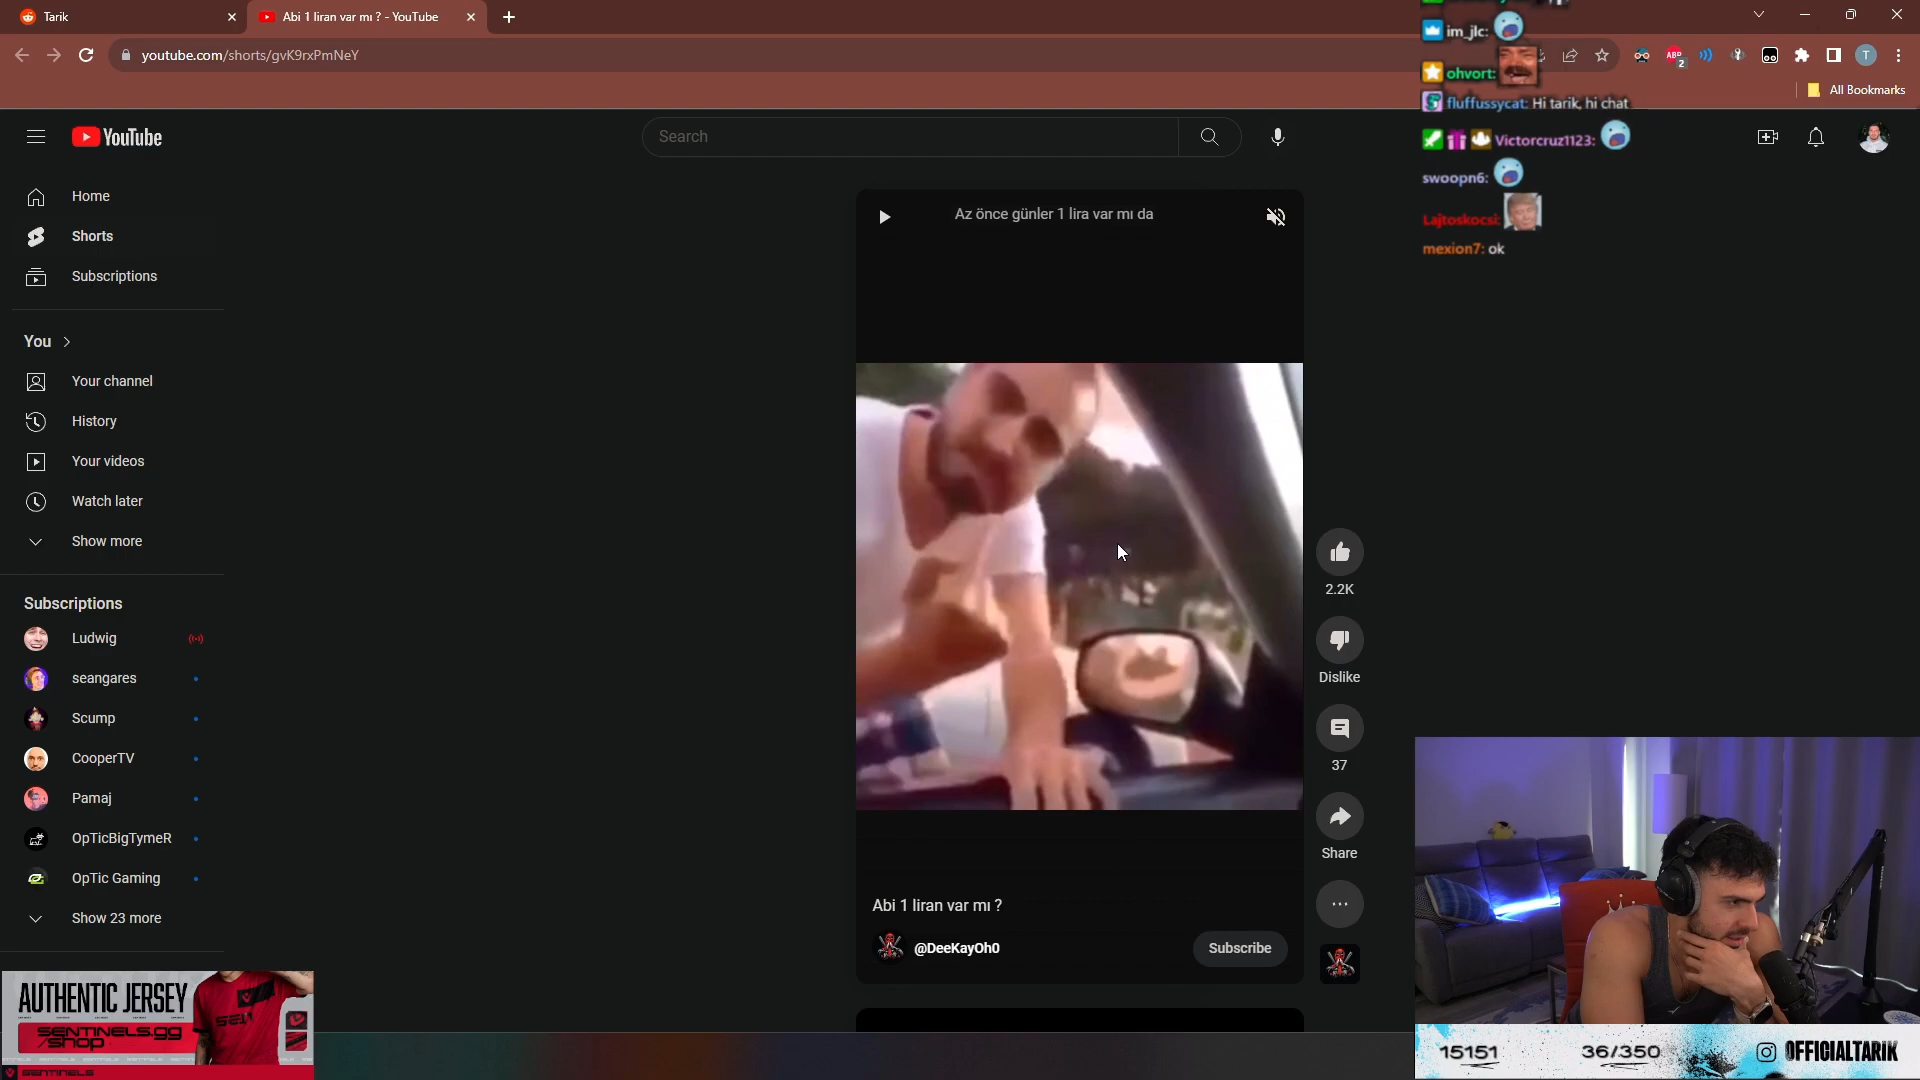 Tarik
Abi 1 liran var mı ? - YouTube
youtube.com/shorts/gvK9rxPmNeY
ABP
2
T
All Bookmarks
YouTube
Search
Home
Shorts
Subscriptions
You
Your channel
History
Your videos
Watch later
Show more
Subscriptions
Ludwig
seangares
Scump
CooperTV
Pamaj
OpTicBigTymeR
OpTic Gaming
Show 23 more
Az önce günler 1 lira var mı da
2.2K
Dislike
37
Share
Abi 1 liran var mı ?
@DeeKayOh0
Subscribe
im_jlc:
ohvort:
fluffussycat: Hi tarik, hi chat
Victorcruz1123:
swoopn6:
Lajtoskocsi:
mexion7: ok
AUTHENTIC JERSEY
SENTINELS.GG
SHOP
SENTINELS
15151
36/350
OFFICIALTARIK